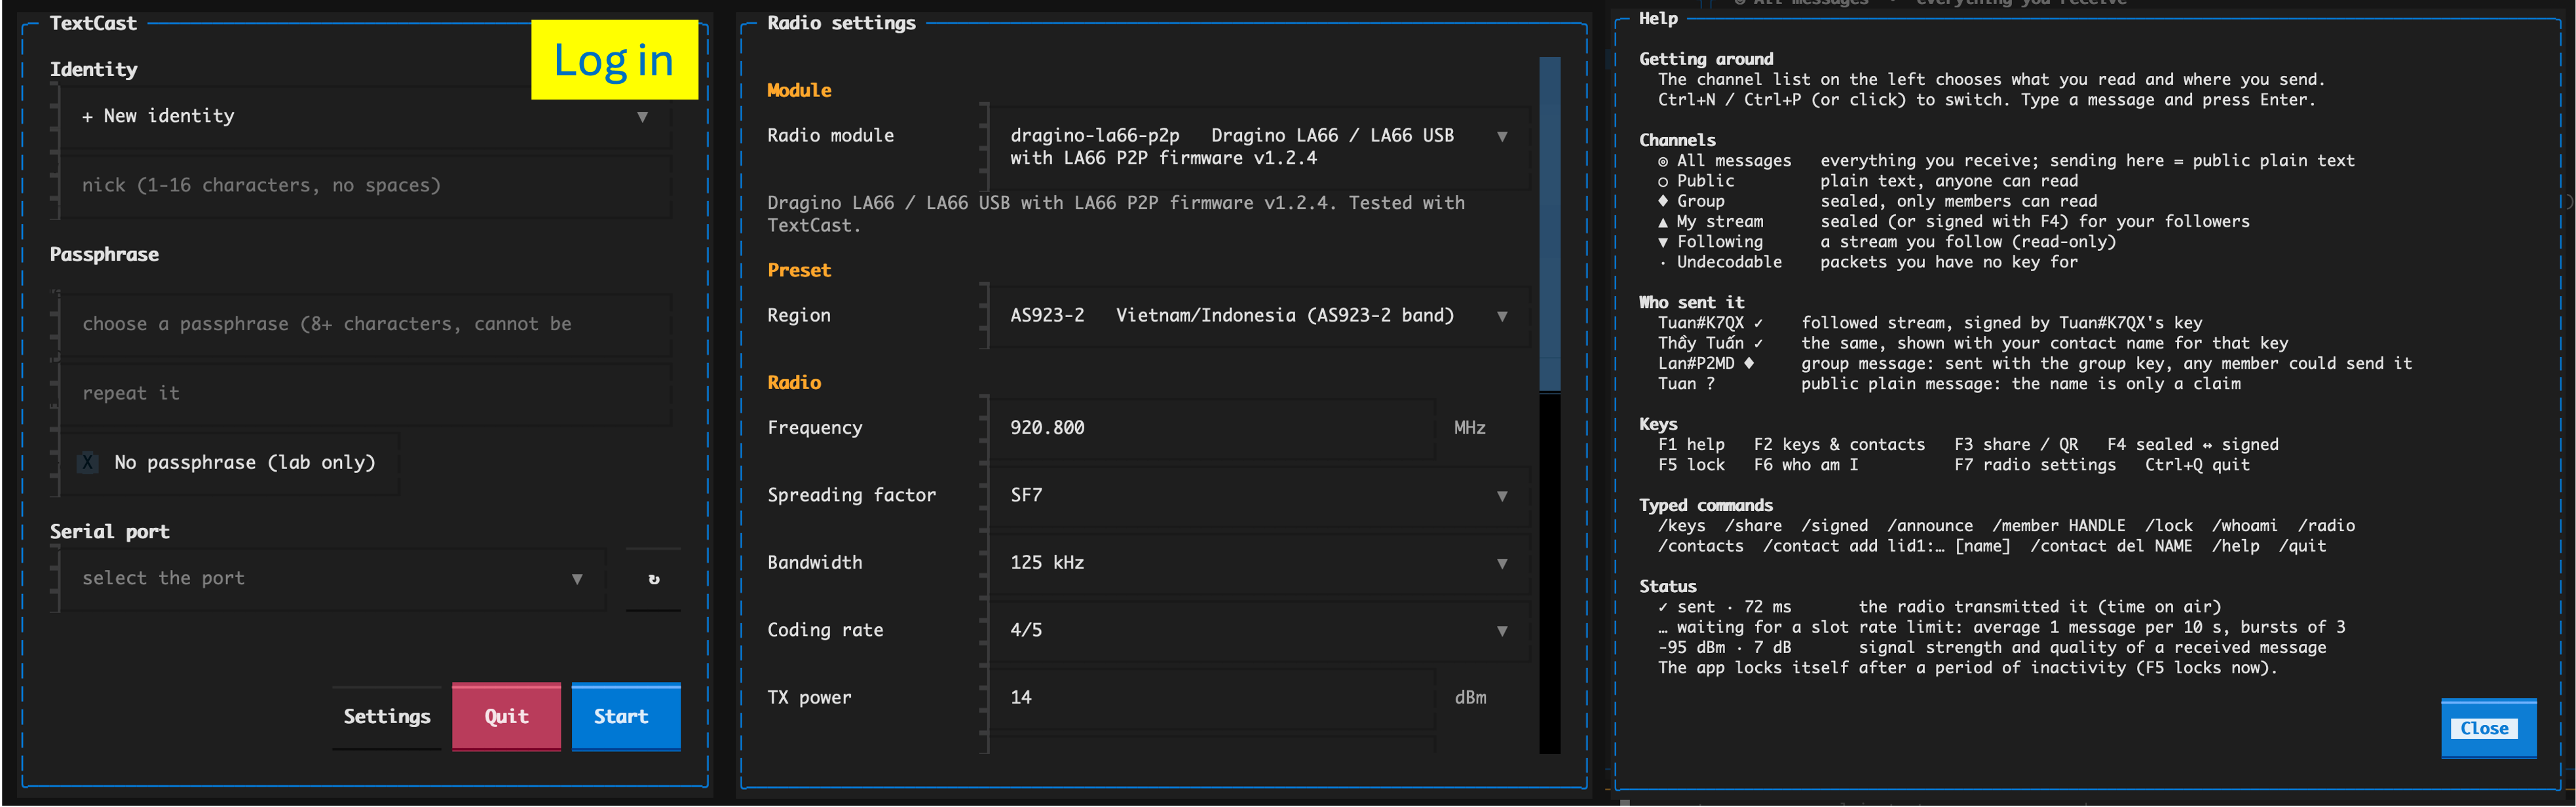 TextCast
Log in
Identity
+ New identity ▼
nick (1-16 characters, no spaces)
Passphrase
choose a passphrase (8+ characters, cannot be
repeat it
X No passphrase (lab only)
Serial port
select the port ▼ ↻
Settings Quit Start
Radio settings
Module
Radio module
dragino-la66-p2p Dragino LA66 / LA66 USB ▼
with LA66 P2P firmware v1.2.4
Dragino LA66 / LA66 USB with LA66 P2P firmware v1.2.4. Tested with
TextCast.
Preset
Region AS923-2 Vietnam/Indonesia (AS923-2 band) ▼
Radio
Frequency 920.800 MHz
Spreading factor SF7 ▼
Bandwidth 125 kHz ▼
Coding rate 4/5 ▼
TX power 14 dBm
◎ All messages · everything you receive
Help
Getting around
The channel list on the left chooses what you read and where you send.
Ctrl+N / Ctrl+P (or click) to switch. Type a message and press Enter.
Channels
◎ All messages everything you receive; sending here = public plain text
○ Public plain text, anyone can read
♦ Group sealed, only members can read
▲ My stream sealed (or signed with F4) for your followers
▼ Following a stream you follow (read-only)
· Undecodable packets you have no key for
Who sent it
Tuan#K7QX ✓ followed stream, signed by Tuan#K7QX's key
Thầy Tuấn ✓ the same, shown with your contact name for that key
Lan#P2MD ♦ group message: sent with the group key, any member could send it
Tuan ? public plain message: the name is only a claim
Keys
F1 help F2 keys & contacts F3 share / QR F4 sealed ↔ signed
F5 lock F6 who am I F7 radio settings Ctrl+Q quit
Typed commands
/keys /share /signed /announce /member HANDLE /lock /whoami /radio
/contacts /contact add lid1:… [name] /contact del NAME /help /quit
Status
✓ sent · 72 ms the radio transmitted it (time on air)
… waiting for a slot rate limit: average 1 message per 10 s, bursts of 3
-95 dBm · 7 dB signal strength and quality of a received message
The app locks itself after a period of inactivity (F5 locks now).
Close